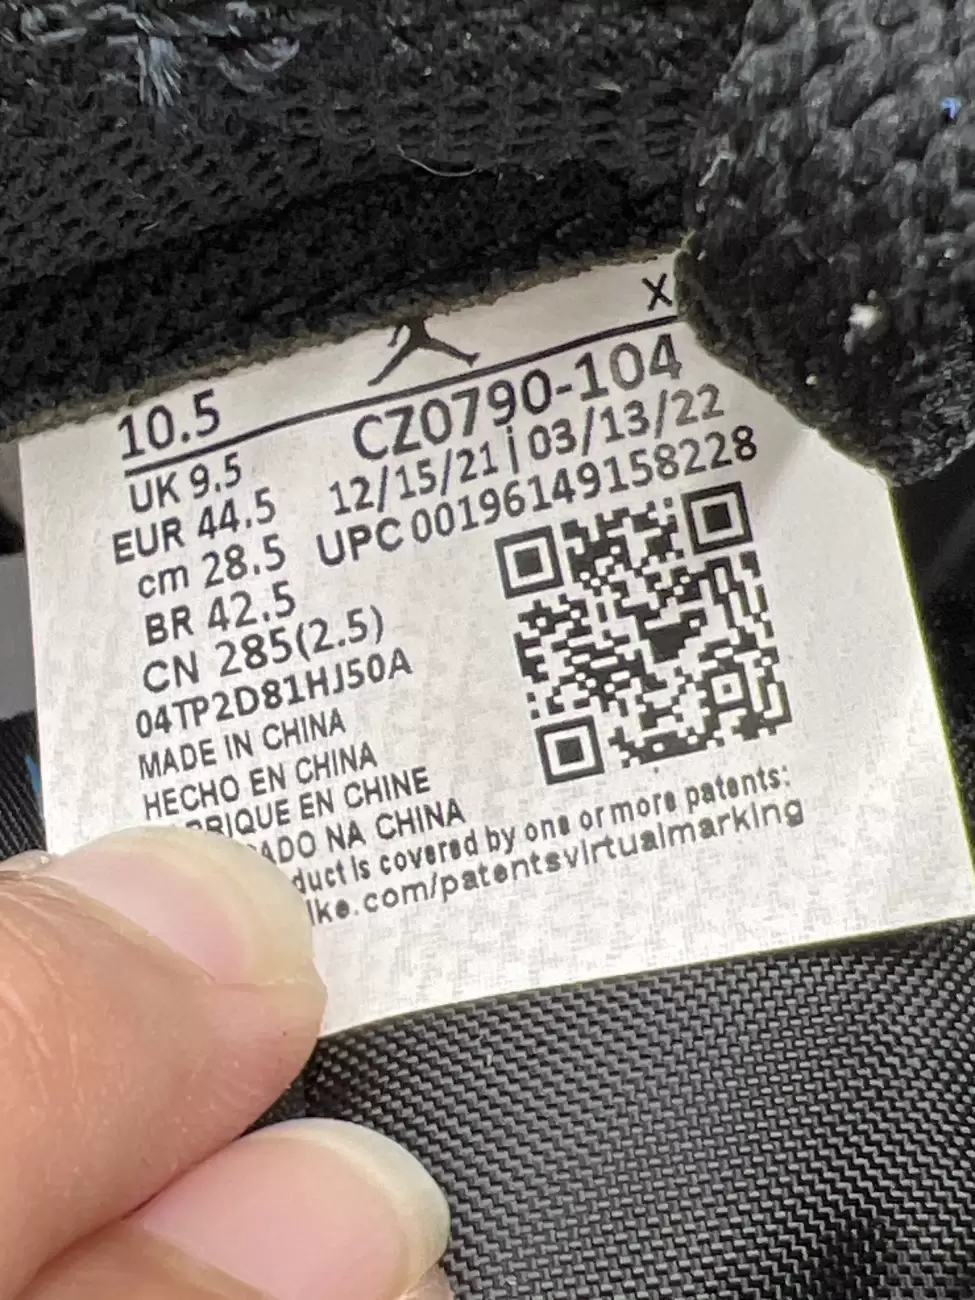 X
10.5
CZ0790-104
UK 9.5
12/15/21 | 03/13/22
EUR 44.5
UPC 00196149158228
cm 28.5
BR 42.5
CN 285(2.5)
04TP2D81HJ50A
MADE IN CHINA
HECHO EN CHINA
BRIQUE EN CHINE
ADO NA CHINA
duct is covered by one or more patents:
ike.com/patentsvirtualmarking